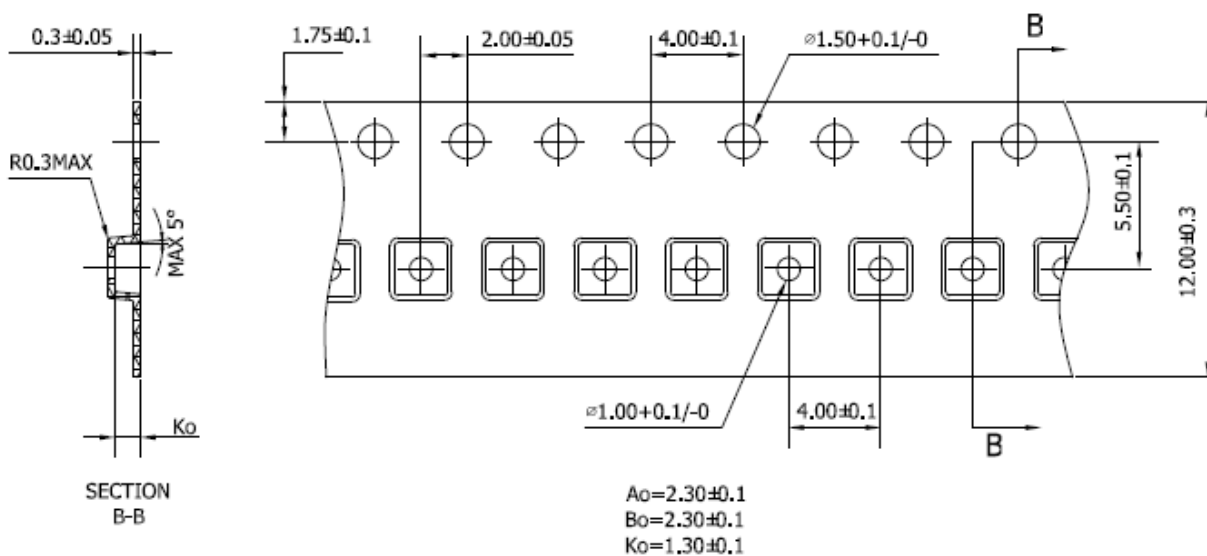 0.3±0.05
1.75±0.1
2.00±0.05
4.00±0.1
⌀1.50+0.1/-0
B
R0.3MAX
MAX 5°
5.50±0.1
12.00±0.3
Ko
⌀1.00+0.1/-0
4.00±0.1
B
SECTION
B-B
Ao=2.30±0.1
Bo=2.30±0.1
Ko=1.30±0.1